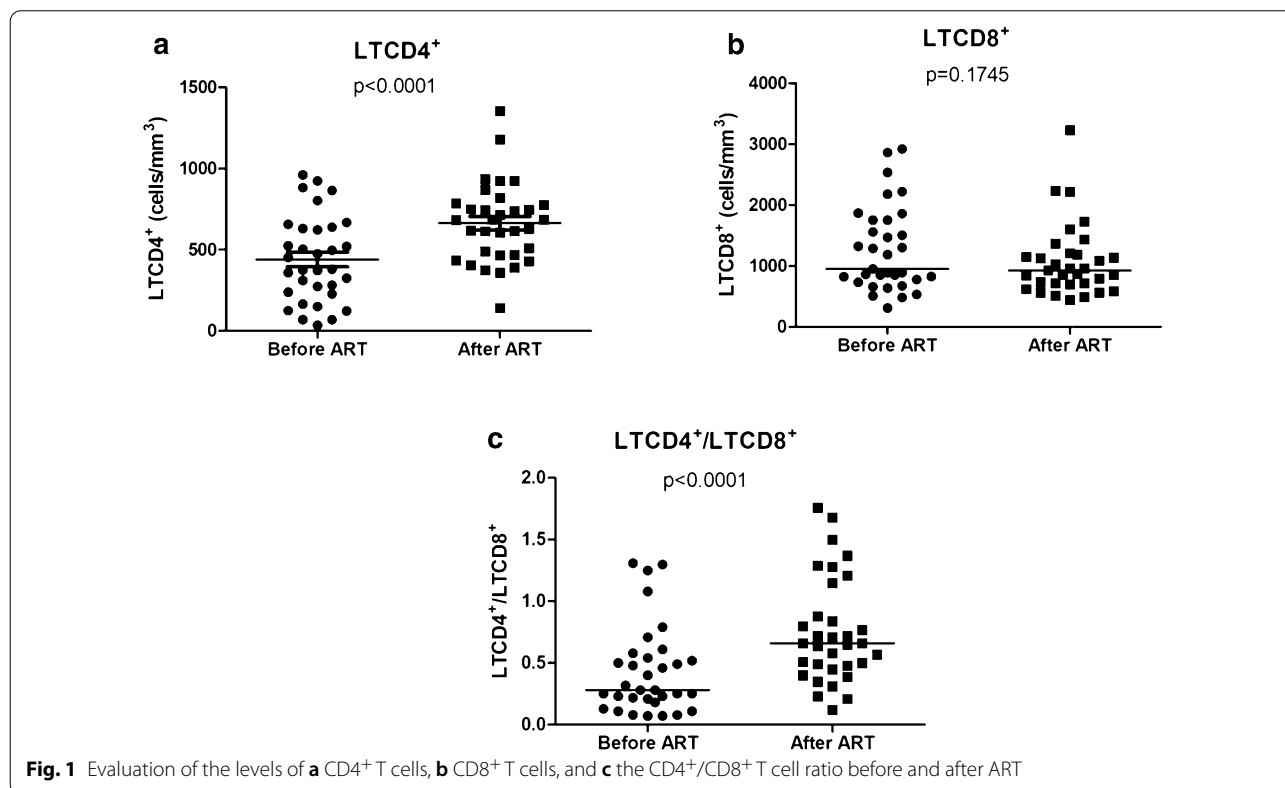 a
LTCD4+
p<0.0001
LTCD4+ (cells/mm3)
1500
1000
500
0
Before ART
After ART
b
LTCD8+
p=0.1745
LTCD8+ (cells/mm3)
4000
3000
2000
1000
0
Before ART
After ART
c
LTCD4+/LTCD8+
p<0.0001
LTCD4+/LTCD8+
2.0
1.5
1.0
0.5
0.0
Before ART
After ART
Fig. 1 Evaluation of the levels of a CD4+ T cells, b CD8+ T cells, and c the CD4+/CD8+ T cell ratio before and after ART